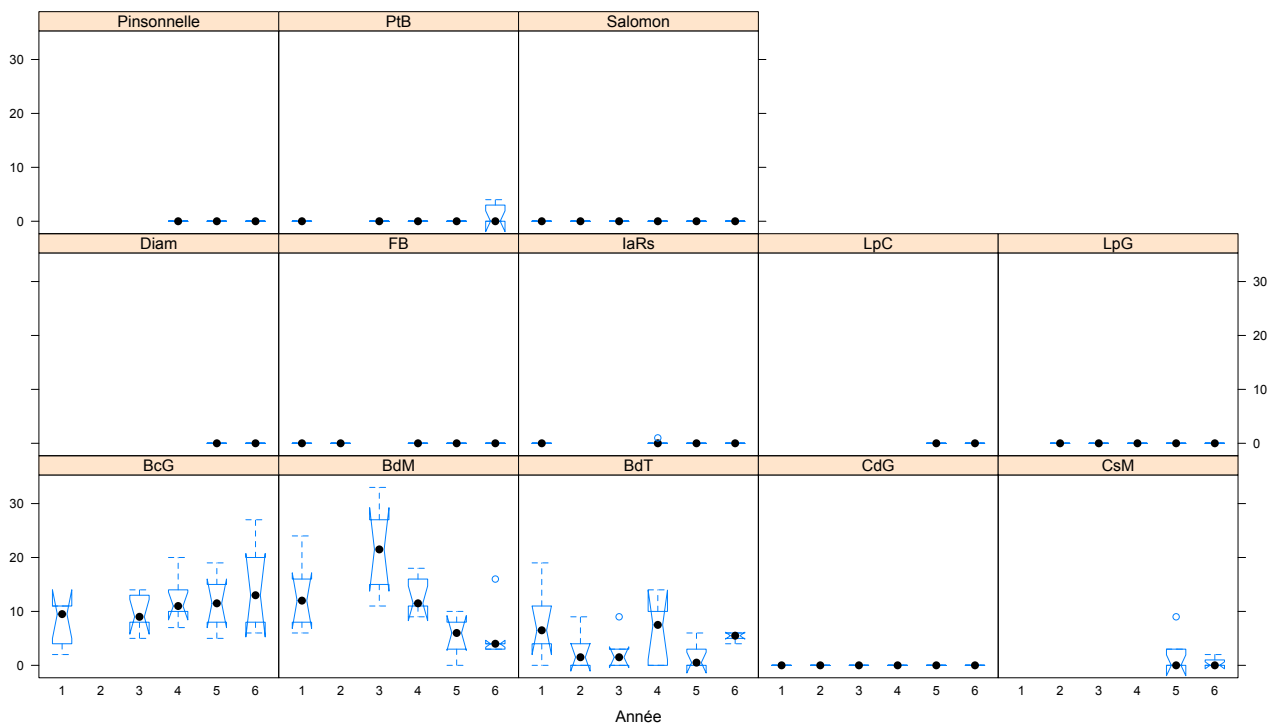 Pinsonnelle PtB Salomon
30
20
10
0
Diam FB IaRs LpC LpG
30
20
10
0
BcG BdM BdT CdG CsM
30
20
10
0
1 2 3 4 5 6 1 2 3 4 5 6 1 2 3 4 5 6 1 2 3 4 5 6 1 2 3 4 5 6
Année